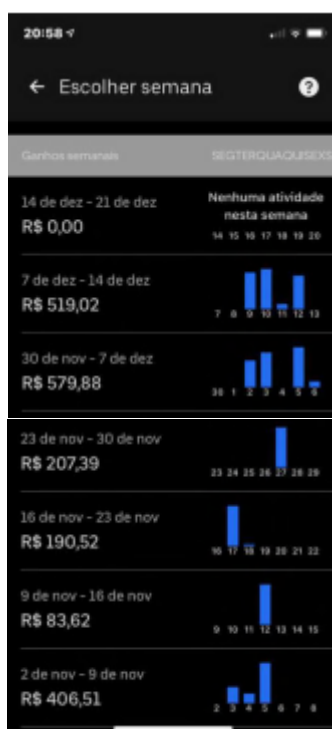 20:58
Escolher semana
Ganhos semanais SEGTERQUAQUISEXS
14 de dez - 21 de dez
R$ 0,00
Nenhuma atividade
nesta semana
14 15 16 17 18 19 20
7 de dez - 14 de dez
R$ 519,02
7 8 9 10 11 12 13
30 de nov - 7 de dez
R$ 579,88
30 1 2 3 4 5 6
23 de nov - 30 de nov
R$ 207,39
23 24 25 26 27 28 29
16 de nov - 23 de nov
R$ 190,52
16 17 18 19 20 21 22
9 de nov - 16 de nov
R$ 83,62
9 10 11 12 13 14 15
2 de nov - 9 de nov
R$ 406,51
2 3 4 5 6 7 8